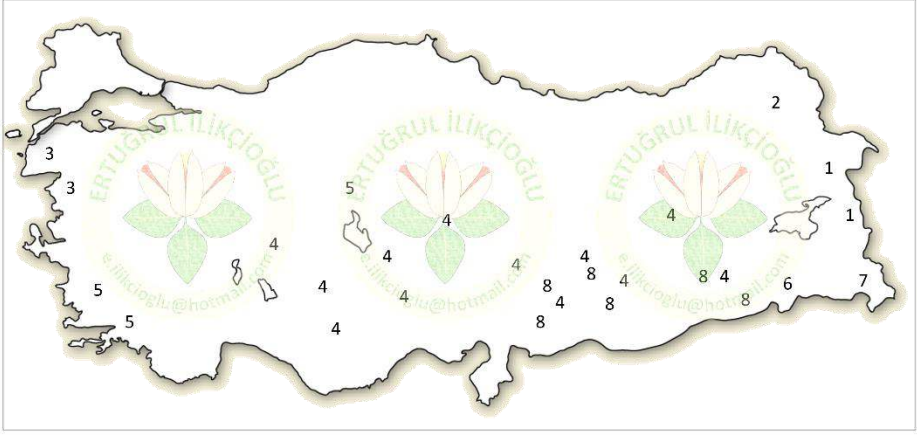 2
ERTUĞRUL İLİKÇİOĞLU
ERTUĞRUL İLİKÇİOĞLU
ERTUĞRUL İLİKÇİOĞLU
3
1
3 5
4 4 1
4
4 4
4
8 4 8 4
5 4 8 6 7
4 4 8 8
e.ilikcioglu@hotmail.com
e.ilikcioglu@hotmail.com
e.ilikcioglu@hotmail.com
5 8
4